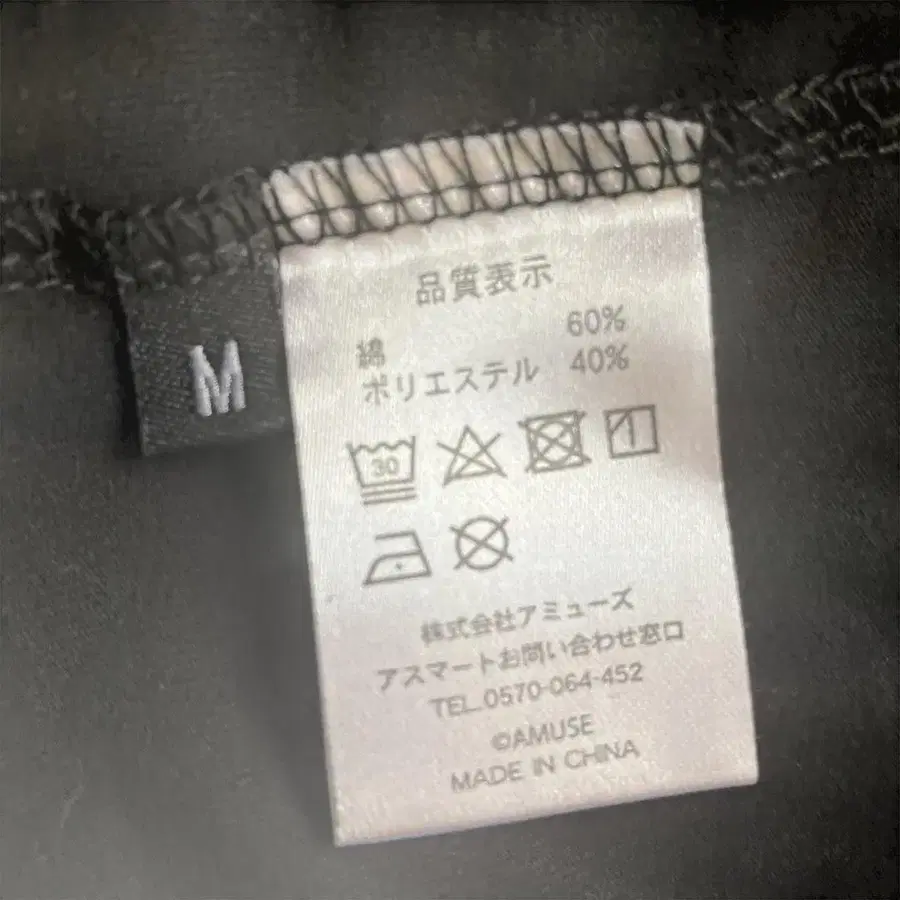 M
品質表示
綿 60%
ポリエステル 40%
30
株式会社アミューズ
アスマートお問い合わせ窓口
TEL.0570-064-452
©AMUSE
MADE IN CHINA